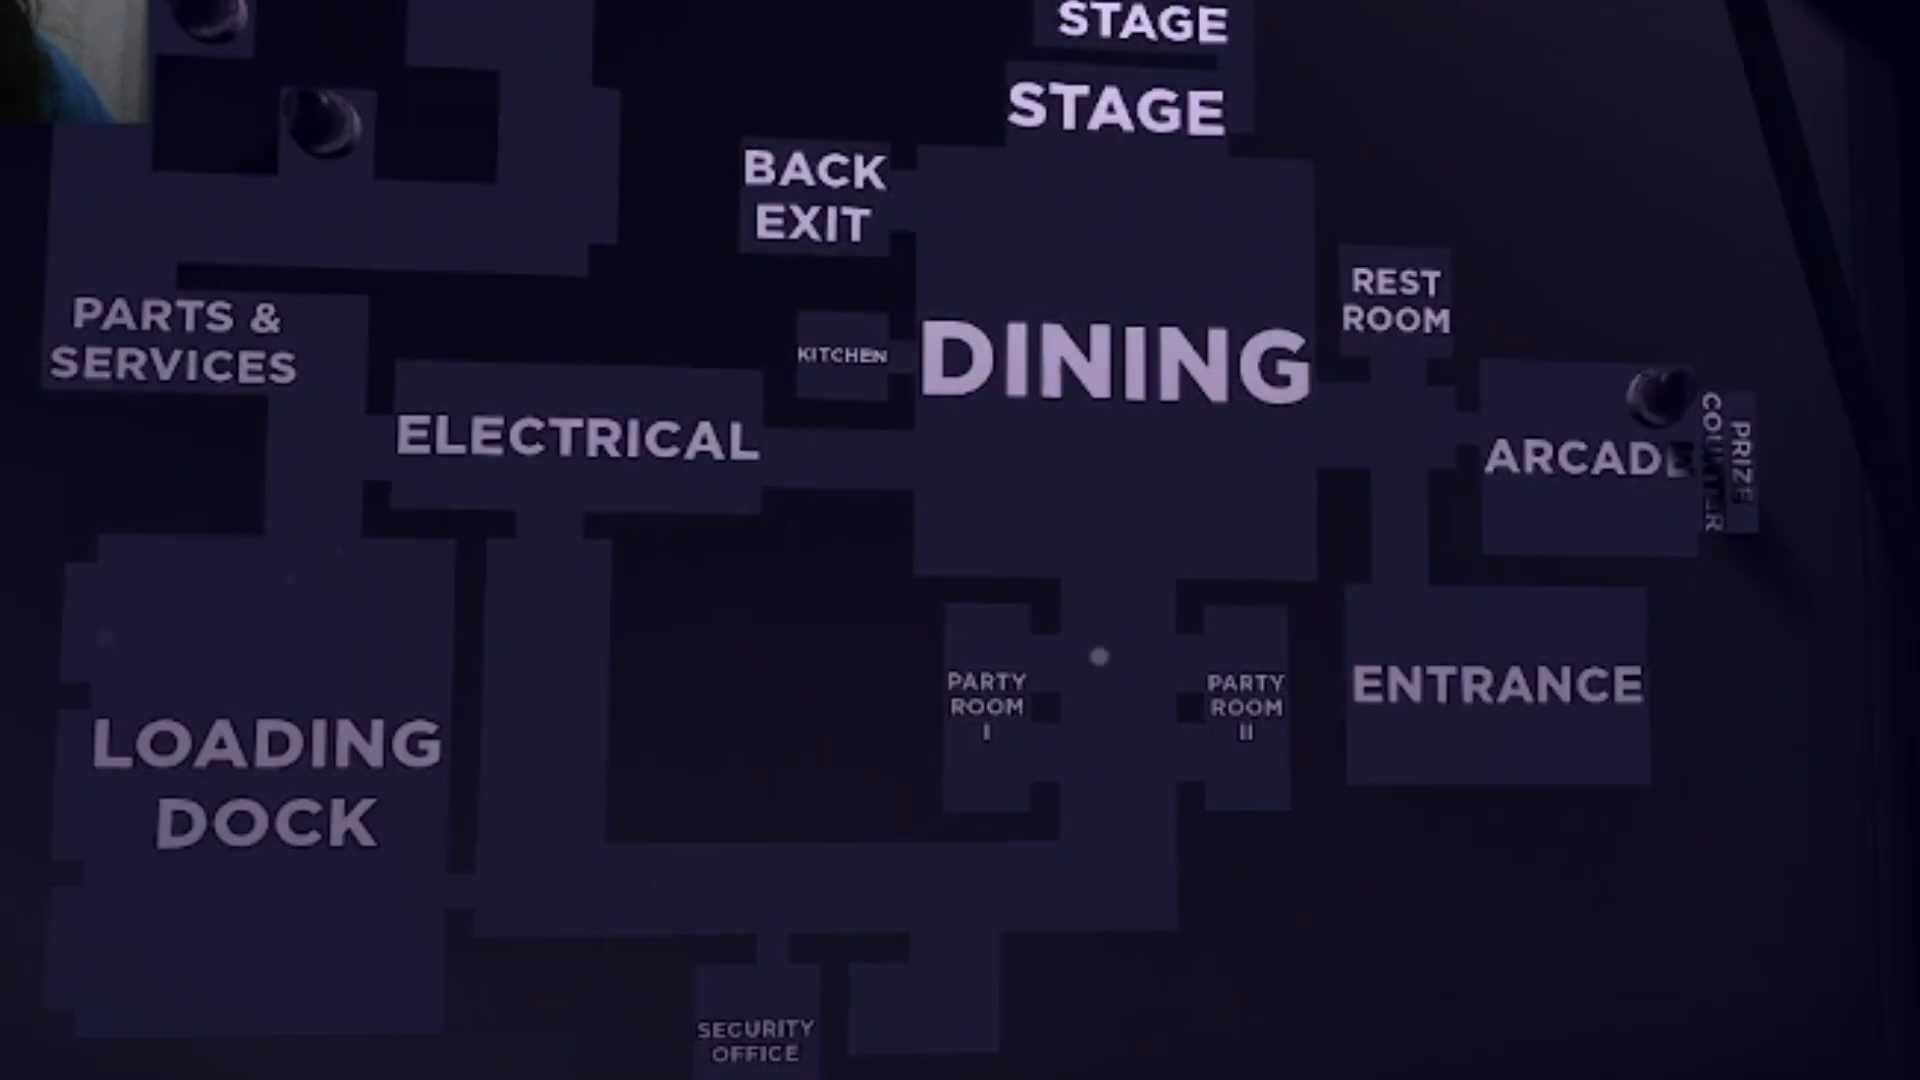 STAGE
STAGE
BACK
EXIT
REST
ROOM
PARTS &
SERVICES
KITCHEN
DINING
ELECTRICAL
ARCADE
PRIZE
COUNTER
PARTY
ROOM
I
PARTY
ROOM
II
ENTRANCE
LOADING
DOCK
SECURITY
OFFICE